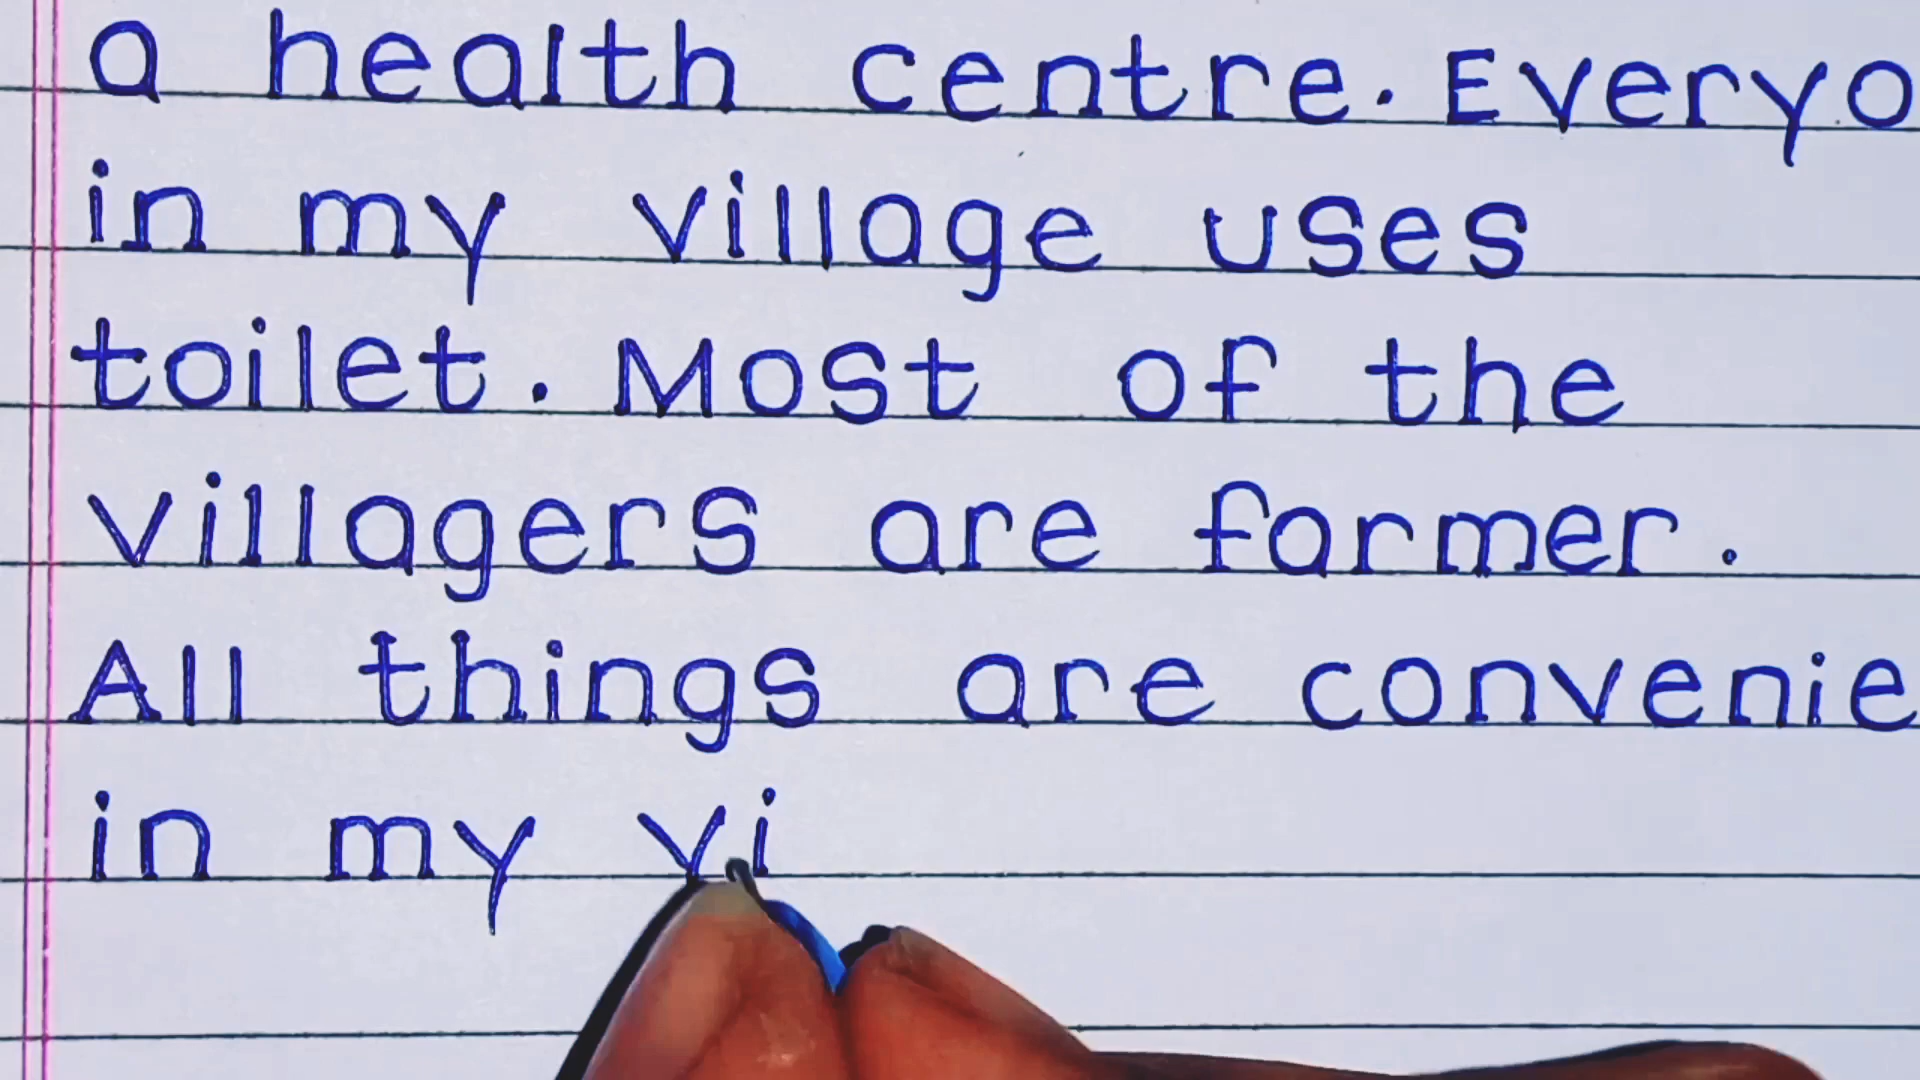 a health centre. Everyo
in my village uses
toilet. Most of the
villagers are farmer.
All things are convenie
in my vi